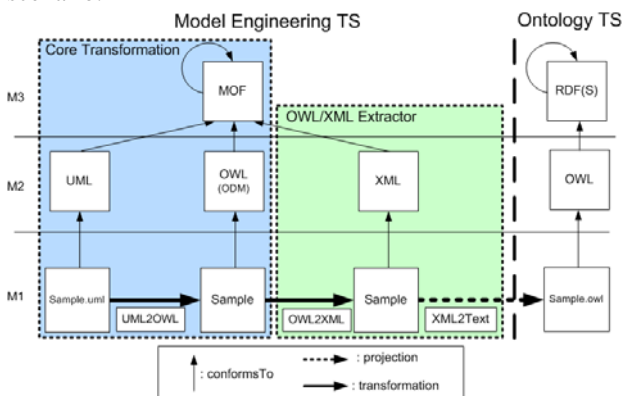 Model Engineering TS
Ontology TS
Core Transformation
M3
MOF
RDF(S)
OWL/XML Extractor
M2
UML
OWL
(ODM)
XML
OWL
M1
Sample.uml
Sample
Sample
Sample.owl
UML2OWL
OWL2XML
XML2Text
: conformsTo
: projection
: transformation